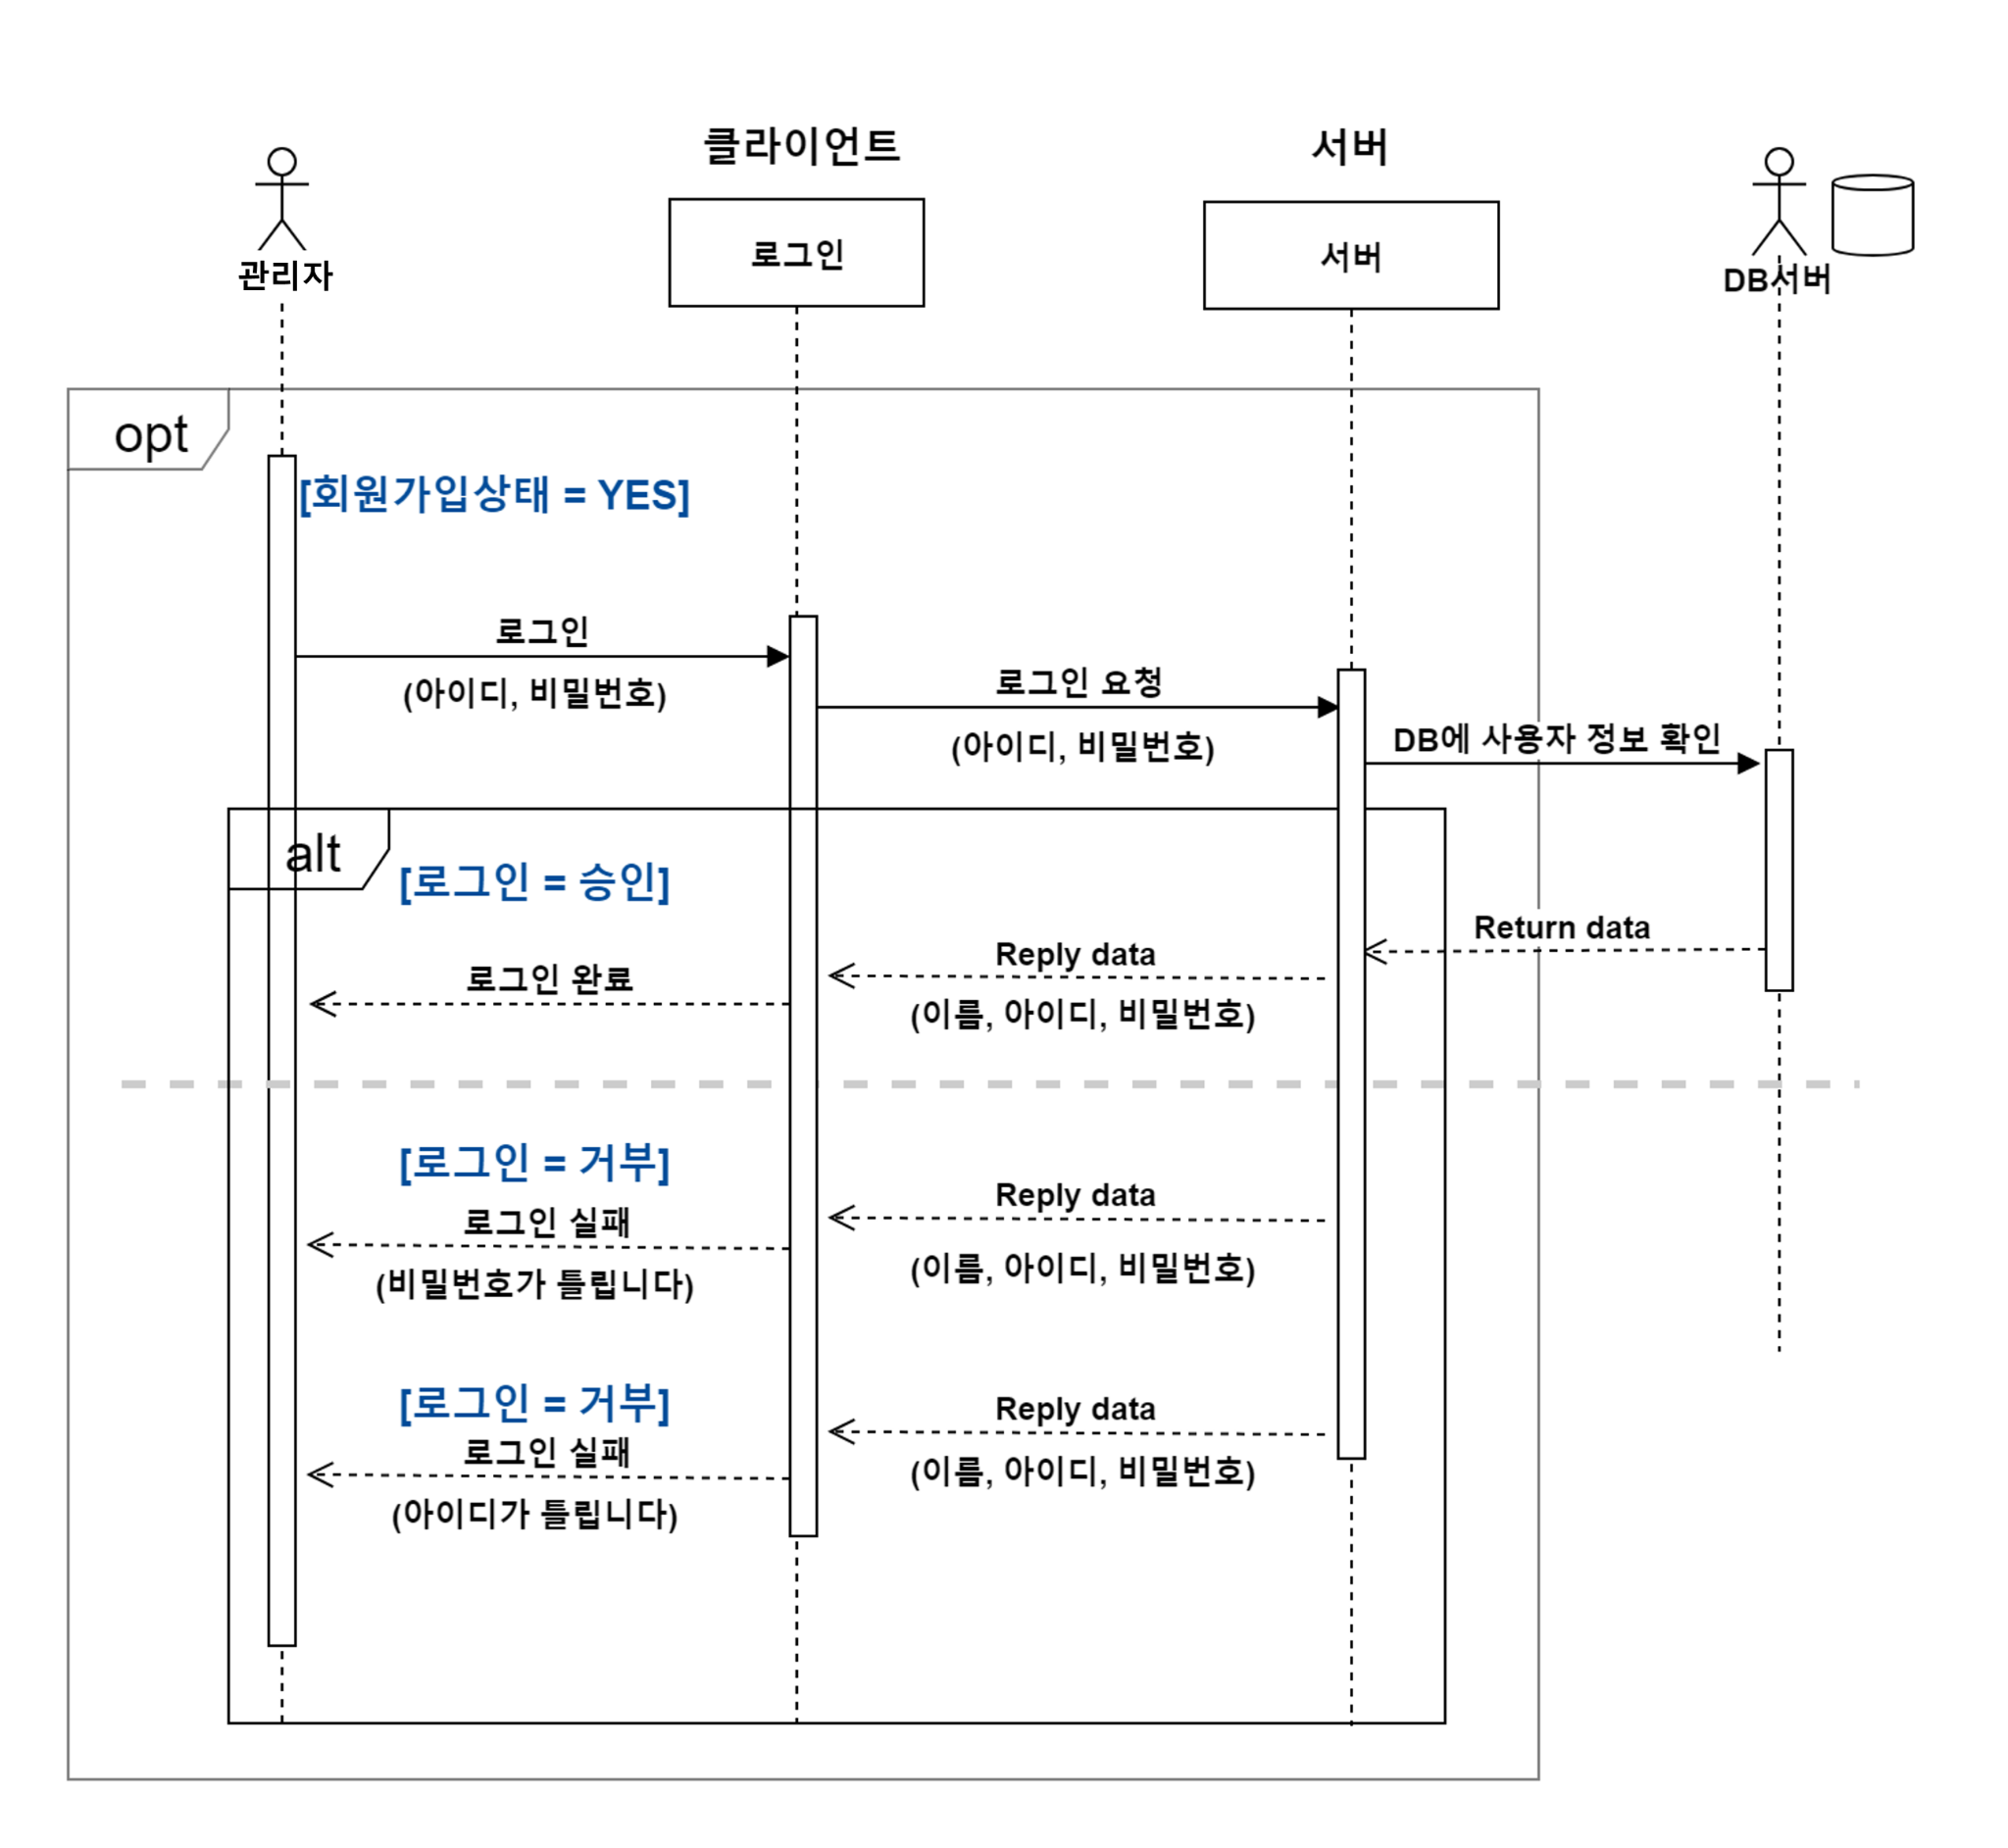 클라이언트
서버
관리자
로그인
서버
DB서버
opt
[회원가입상태 = YES]
로그인
(아이디, 비밀번호)
로그인 요청
(아이디, 비밀번호)
DB에 사용자 정보 확인
alt
[로그인 = 승인]
Return data
Reply data
(이름, 아이디, 비밀번호)
로그인 완료
[로그인 = 거부]
Reply data
(이름, 아이디, 비밀번호)
로그인 실패
(비밀번호가 틀립니다)
[로그인 = 거부]
Reply data
(이름, 아이디, 비밀번호)
로그인 실패
(아이디가 틀립니다)